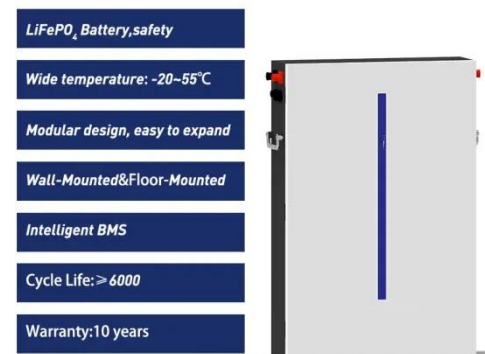 LiFePO₄ Battery,safety
Wide temperature: -20~55℃
Modular design, easy to expand
Wall-Mounted&Floor-Mounted
Intelligent BMS
Cycle Life:≥6000
Warranty:10 years